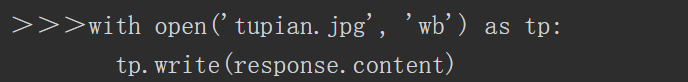 ＞＞＞with open('tupian.jpg', 'wb') as tp:
tp.write(response.content)